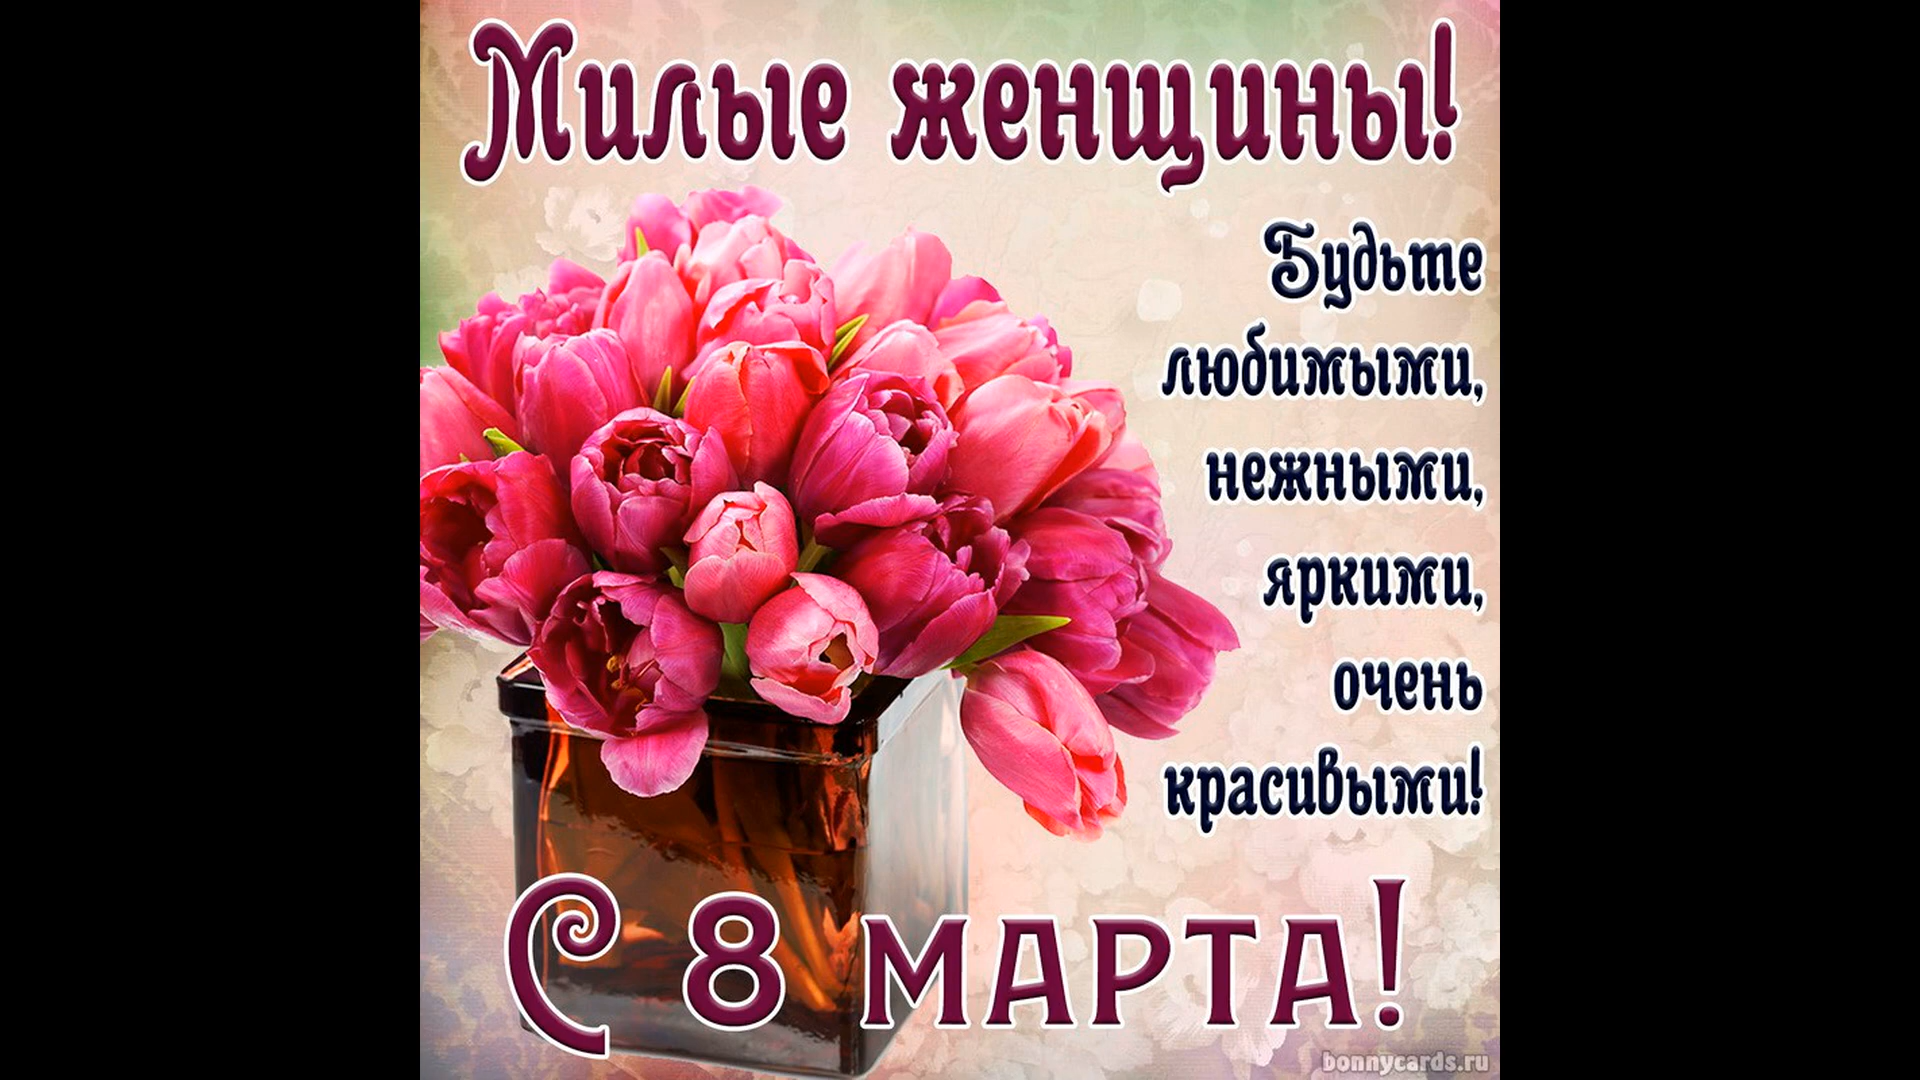 Милые женщины!
Будьте
любимыми,
нежными,
яркими,
очень
красивыми!
С 8 МАРТА!
bonnycards.ru